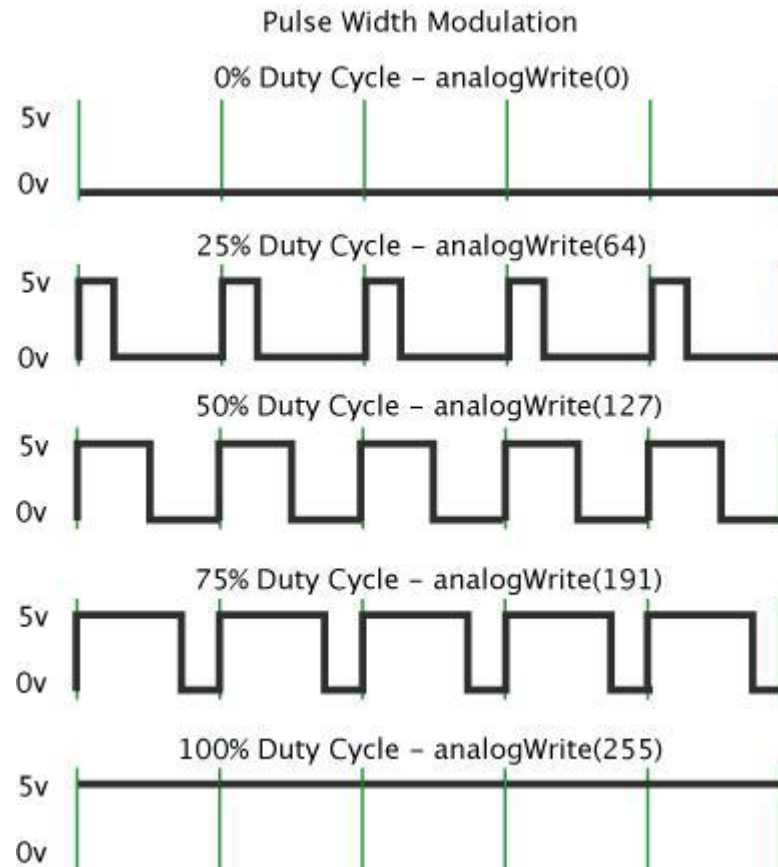 Pulse Width Modulation
0% Duty Cycle – analogWrite(0)
5v
0v
25% Duty Cycle – analogWrite(64)
5v
0v
50% Duty Cycle – analogWrite(127)
5v
0v
75% Duty Cycle – analogWrite(191)
5v
0v
100% Duty Cycle – analogWrite(255)
5v
0v